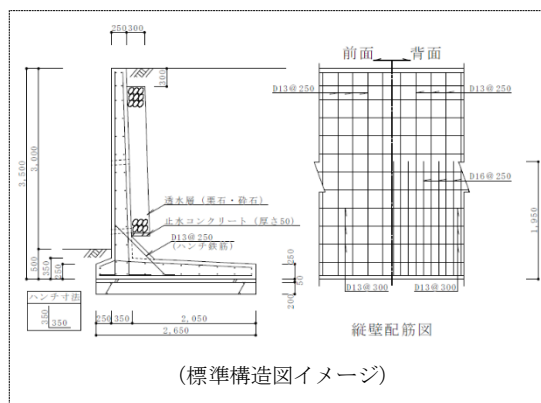 250 300
前面 背面
300
D13@250 D13@250
3,500
3,000
D16@250
透水層（栗石・砕石）
止水コンクリート（厚さ50）
D13@250
（ハンチ鉄筋）
1,950
500
350
250
250
50
200
ハンチ寸法
350
350
D13@300 D13@300
250 350 2,050
2,650
縦壁配筋図
（標準構造図イメージ）